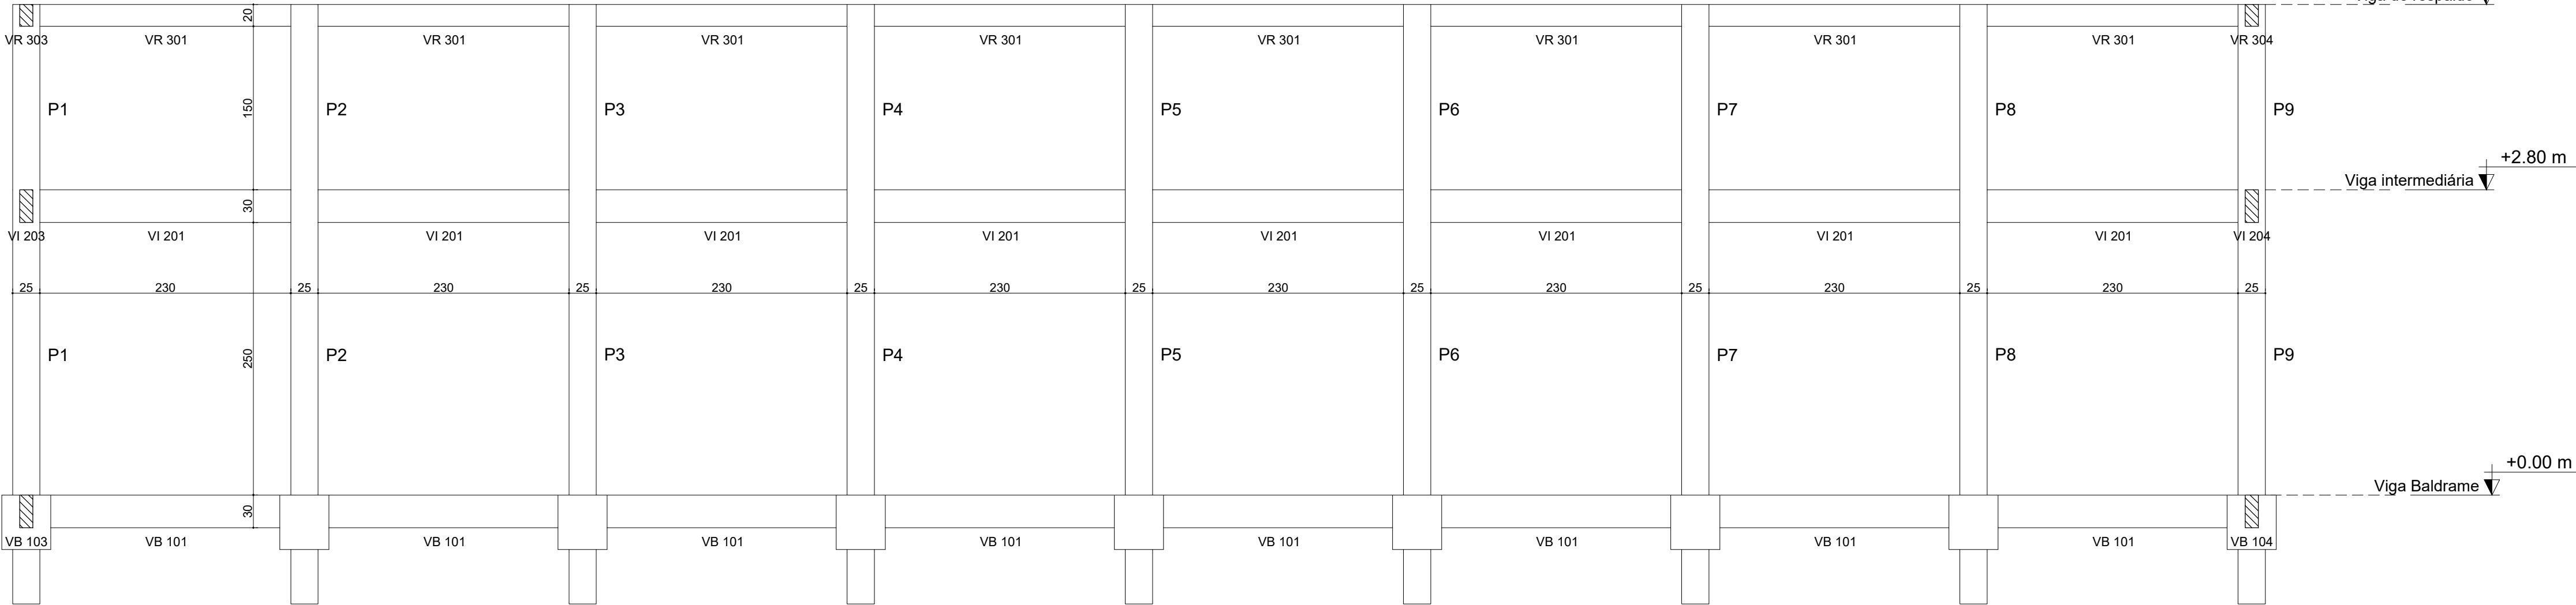 Viga de respaldo
20
VR 303 VR 301 VR 301 VR 301 VR 301 VR 301 VR 301 VR 301 VR 301 VR 304
150
P1 P2 P3 P4 P5 P6 P7 P8 P9
+2.80 m
Viga intermediária
30
VI 203 VI 201 VI 201 VI 201 VI 201 VI 201 VI 201 VI 201 VI 201 VI 204
25 230 25 230 25 230 25 230 25 230 25 230 25 230 25 230 25
250
P1 P2 P3 P4 P5 P6 P7 P8 P9
+0.00 m
Viga Baldrame
30
VB 103 VB 101 VB 101 VB 101 VB 101 VB 101 VB 101 VB 101 VB 101 VB 104